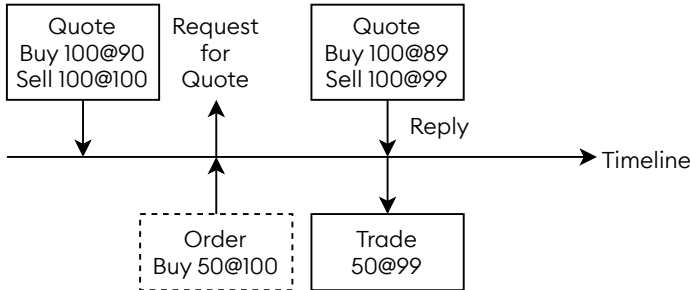 Quote
Buy 100@90
Sell 100@100
Request
for
Quote
Quote
Buy 100@89
Sell 100@99
Reply
Timeline
Order
Buy 50@100
Trade
50@99